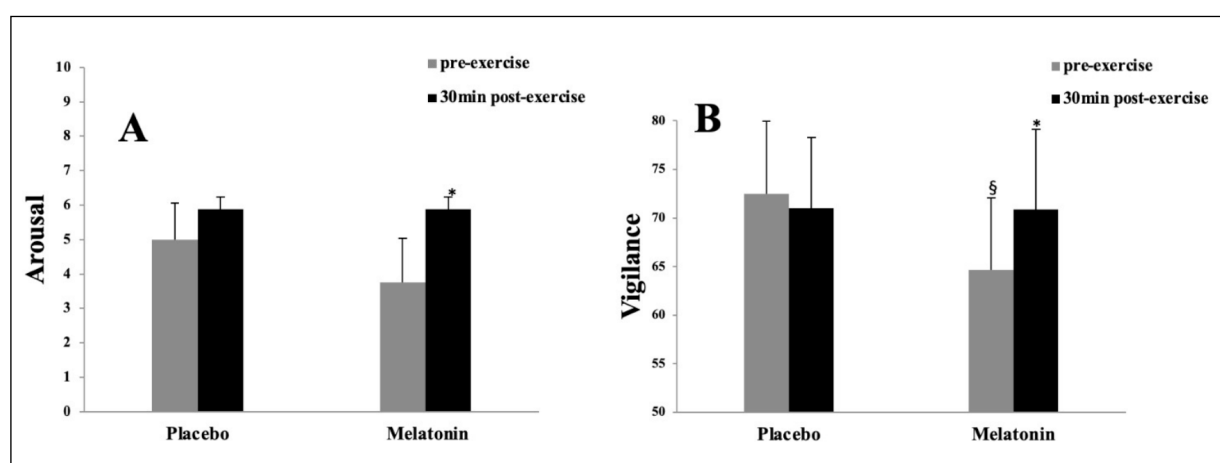 pre-exercise
30min post-exercise
A
Arousal
10
9
8
7
6
5
4
3
2
1
0
*
Placebo
Melatonin
pre-exercise
30min post-exercise
B
Vigilance
80
75
70
65
60
55
50
§
*
Placebo
Melatonin